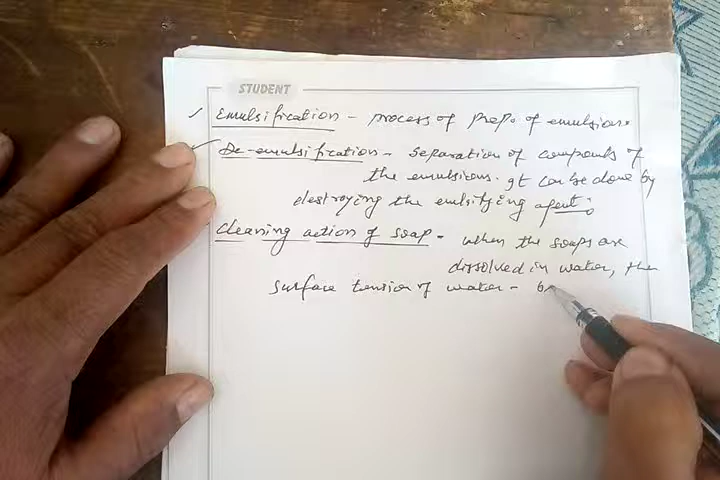 STUDENT
Emulsification - process of prep. of emulsions.
De-emulsification - Separation of compounds of
the emulsions. It can be done by
destroying the emulsifying agent.
Cleaning action of soap - when the soaps are
dissolved in water, the
surface tension of water -